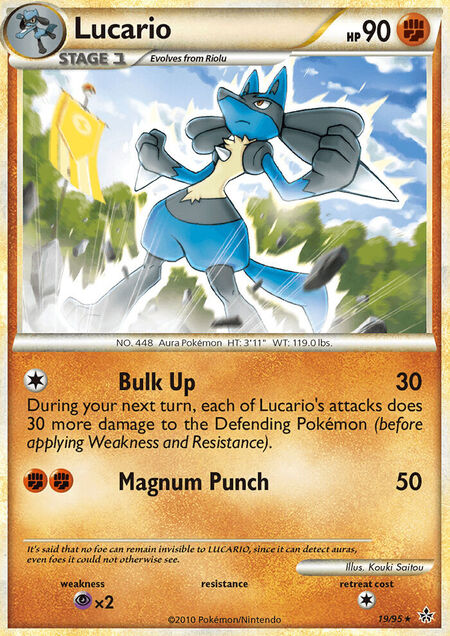 Lucario
HP 90
STAGE 1
Evolves from Riolu
NO. 448 Aura Pokémon HT: 3'11" WT: 119.0 lbs.
Bulk Up 30
During your next turn, each of Lucario's attacks does
30 more damage to the Defending Pokémon (before
applying Weakness and Resistance).
Magnum Punch 50
It's said that no foe can remain invisible to LUCARIO, since it can detect auras,
even foes it could not otherwise see.
Illus. Kouki Saitou
weakness resistance retreat cost
×2
©2010 Pokémon/Nintendo
19/95 ★